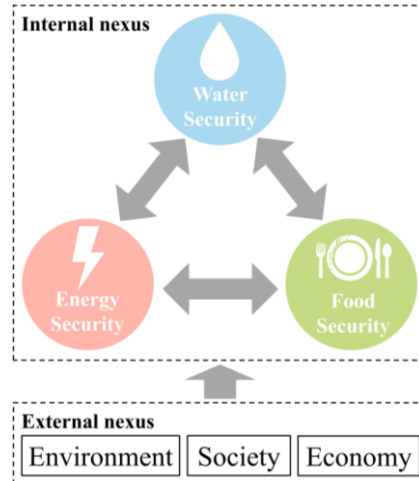 Internal nexus
Water
Security
Energy
Security
Food
Security
External nexus
Environment
Society
Economy